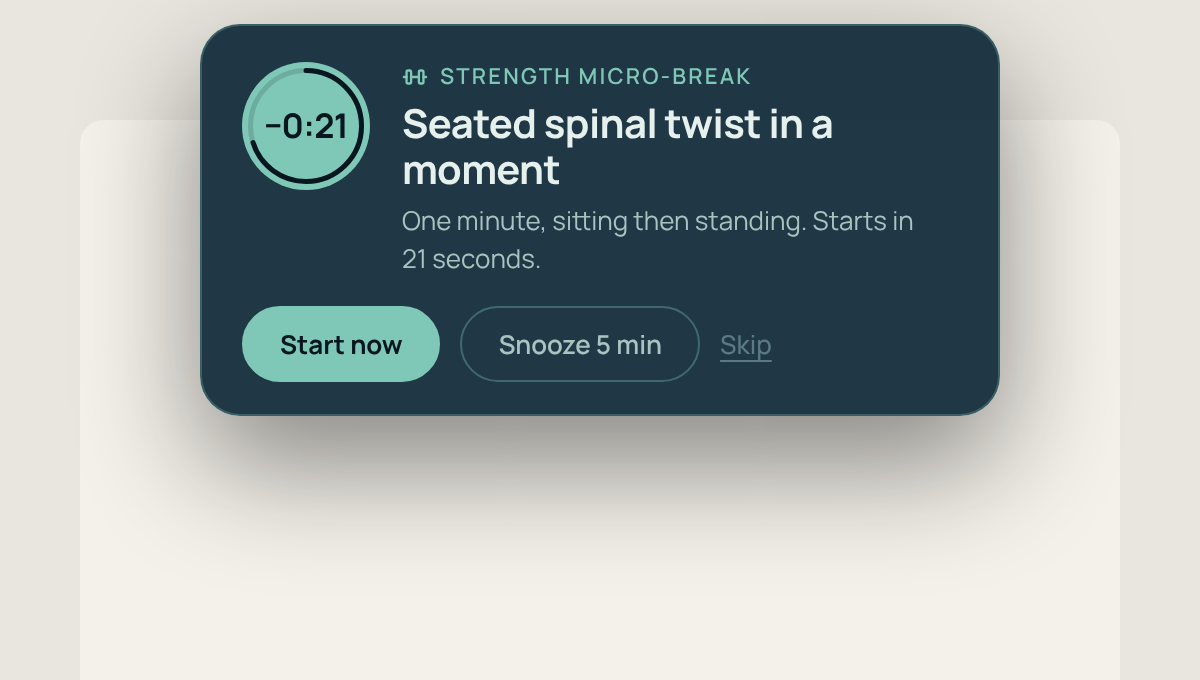 −0:21
STRENGTH MICRO-BREAK
Seated spinal twist in a
moment
One minute, sitting then standing. Starts in
21 seconds.
Start now
Snooze 5 min
Skip